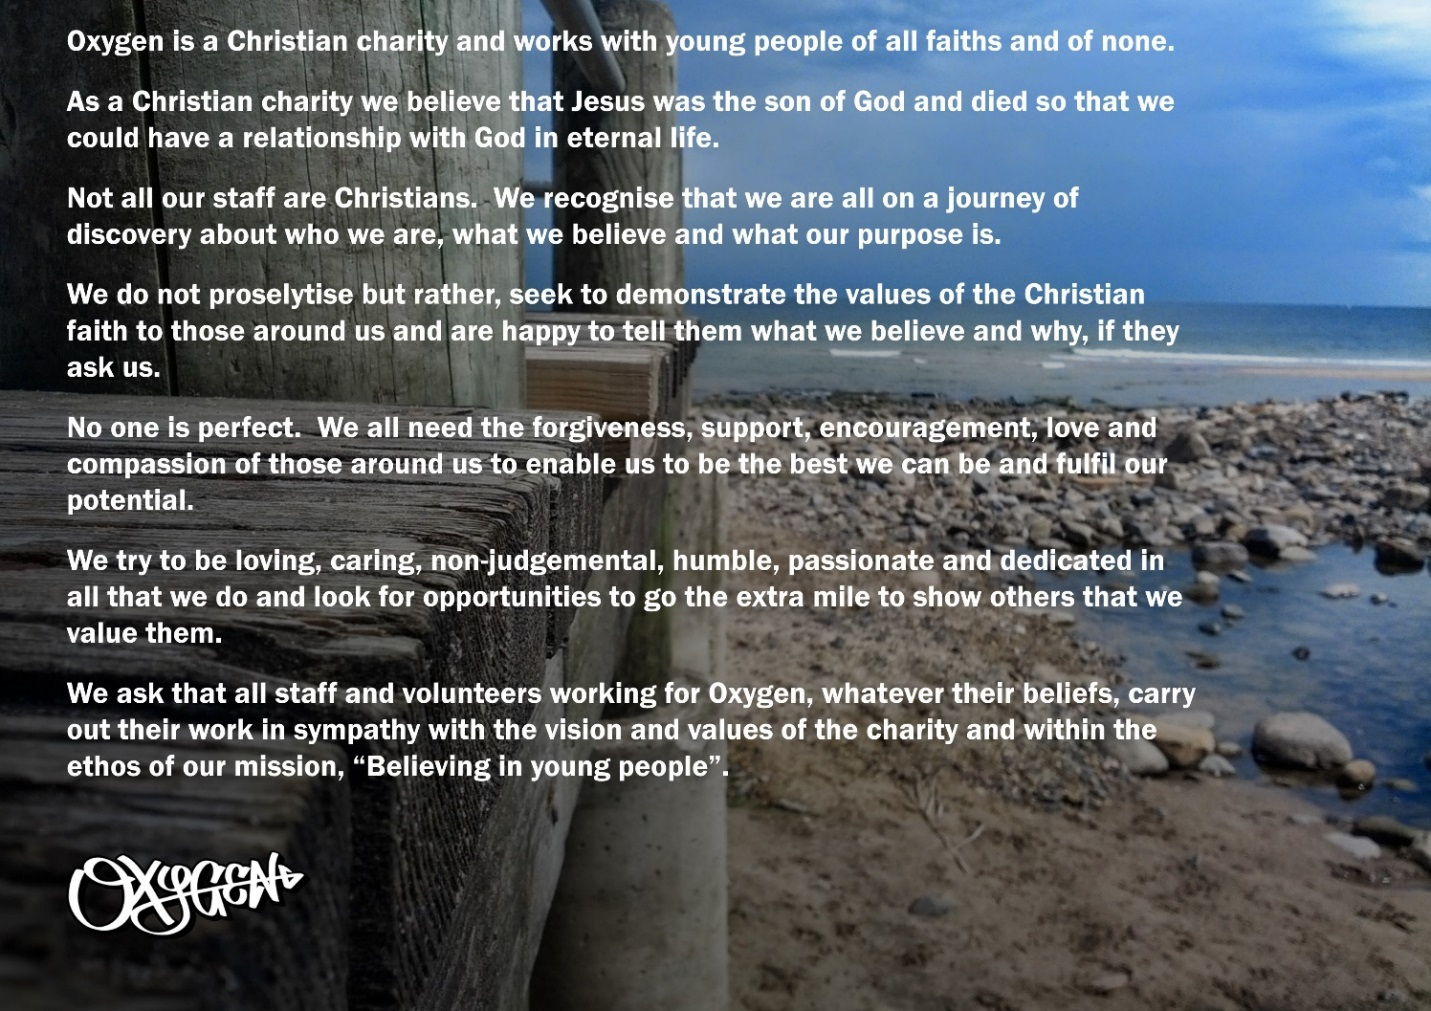 Oxygen is a Christian charity and works with young people of all faiths and of none.
As a Christian charity we believe that Jesus was the son of God and died so that we
could have a relationship with God in eternal life.
Not all our staff are Christians.  We recognise that we are all on a journey of
discovery about who we are, what we believe and what our purpose is.
We do not proselytise but rather, seek to demonstrate the values of the Christian
faith to those around us and are happy to tell them what we believe and why, if they
ask us.
No one is perfect.  We all need the forgiveness, support, encouragement, love and
compassion of those around us to enable us to be the best we can be and fulfil our
potential.
We try to be loving, caring, non-judgemental, humble, passionate and dedicated in
all that we do and look for opportunities to go the extra mile to show others that we
value them.
We ask that all staff and volunteers working for Oxygen, whatever their beliefs, carry
out their work in sympathy with the vision and values of the charity and within the
ethos of our mission, “Believing in young people”.
OXYGEN